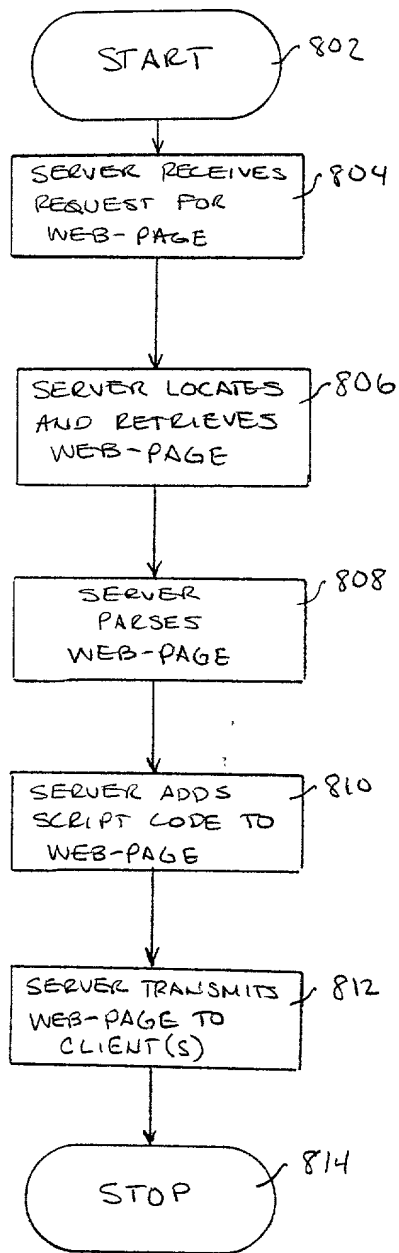 START
802
SERVER RECEIVES
REQUEST FOR
WEB-PAGE
804
SERVER LOCATES
AND RETRIEVES
WEB-PAGE
806
SERVER
PARSES
WEB-PAGE
808
SERVER ADDS
SCRIPT CODE TO
WEB-PAGE
810
SERVER TRANSMITS
WEB-PAGE TO
CLIENT(S)
812
STOP
814